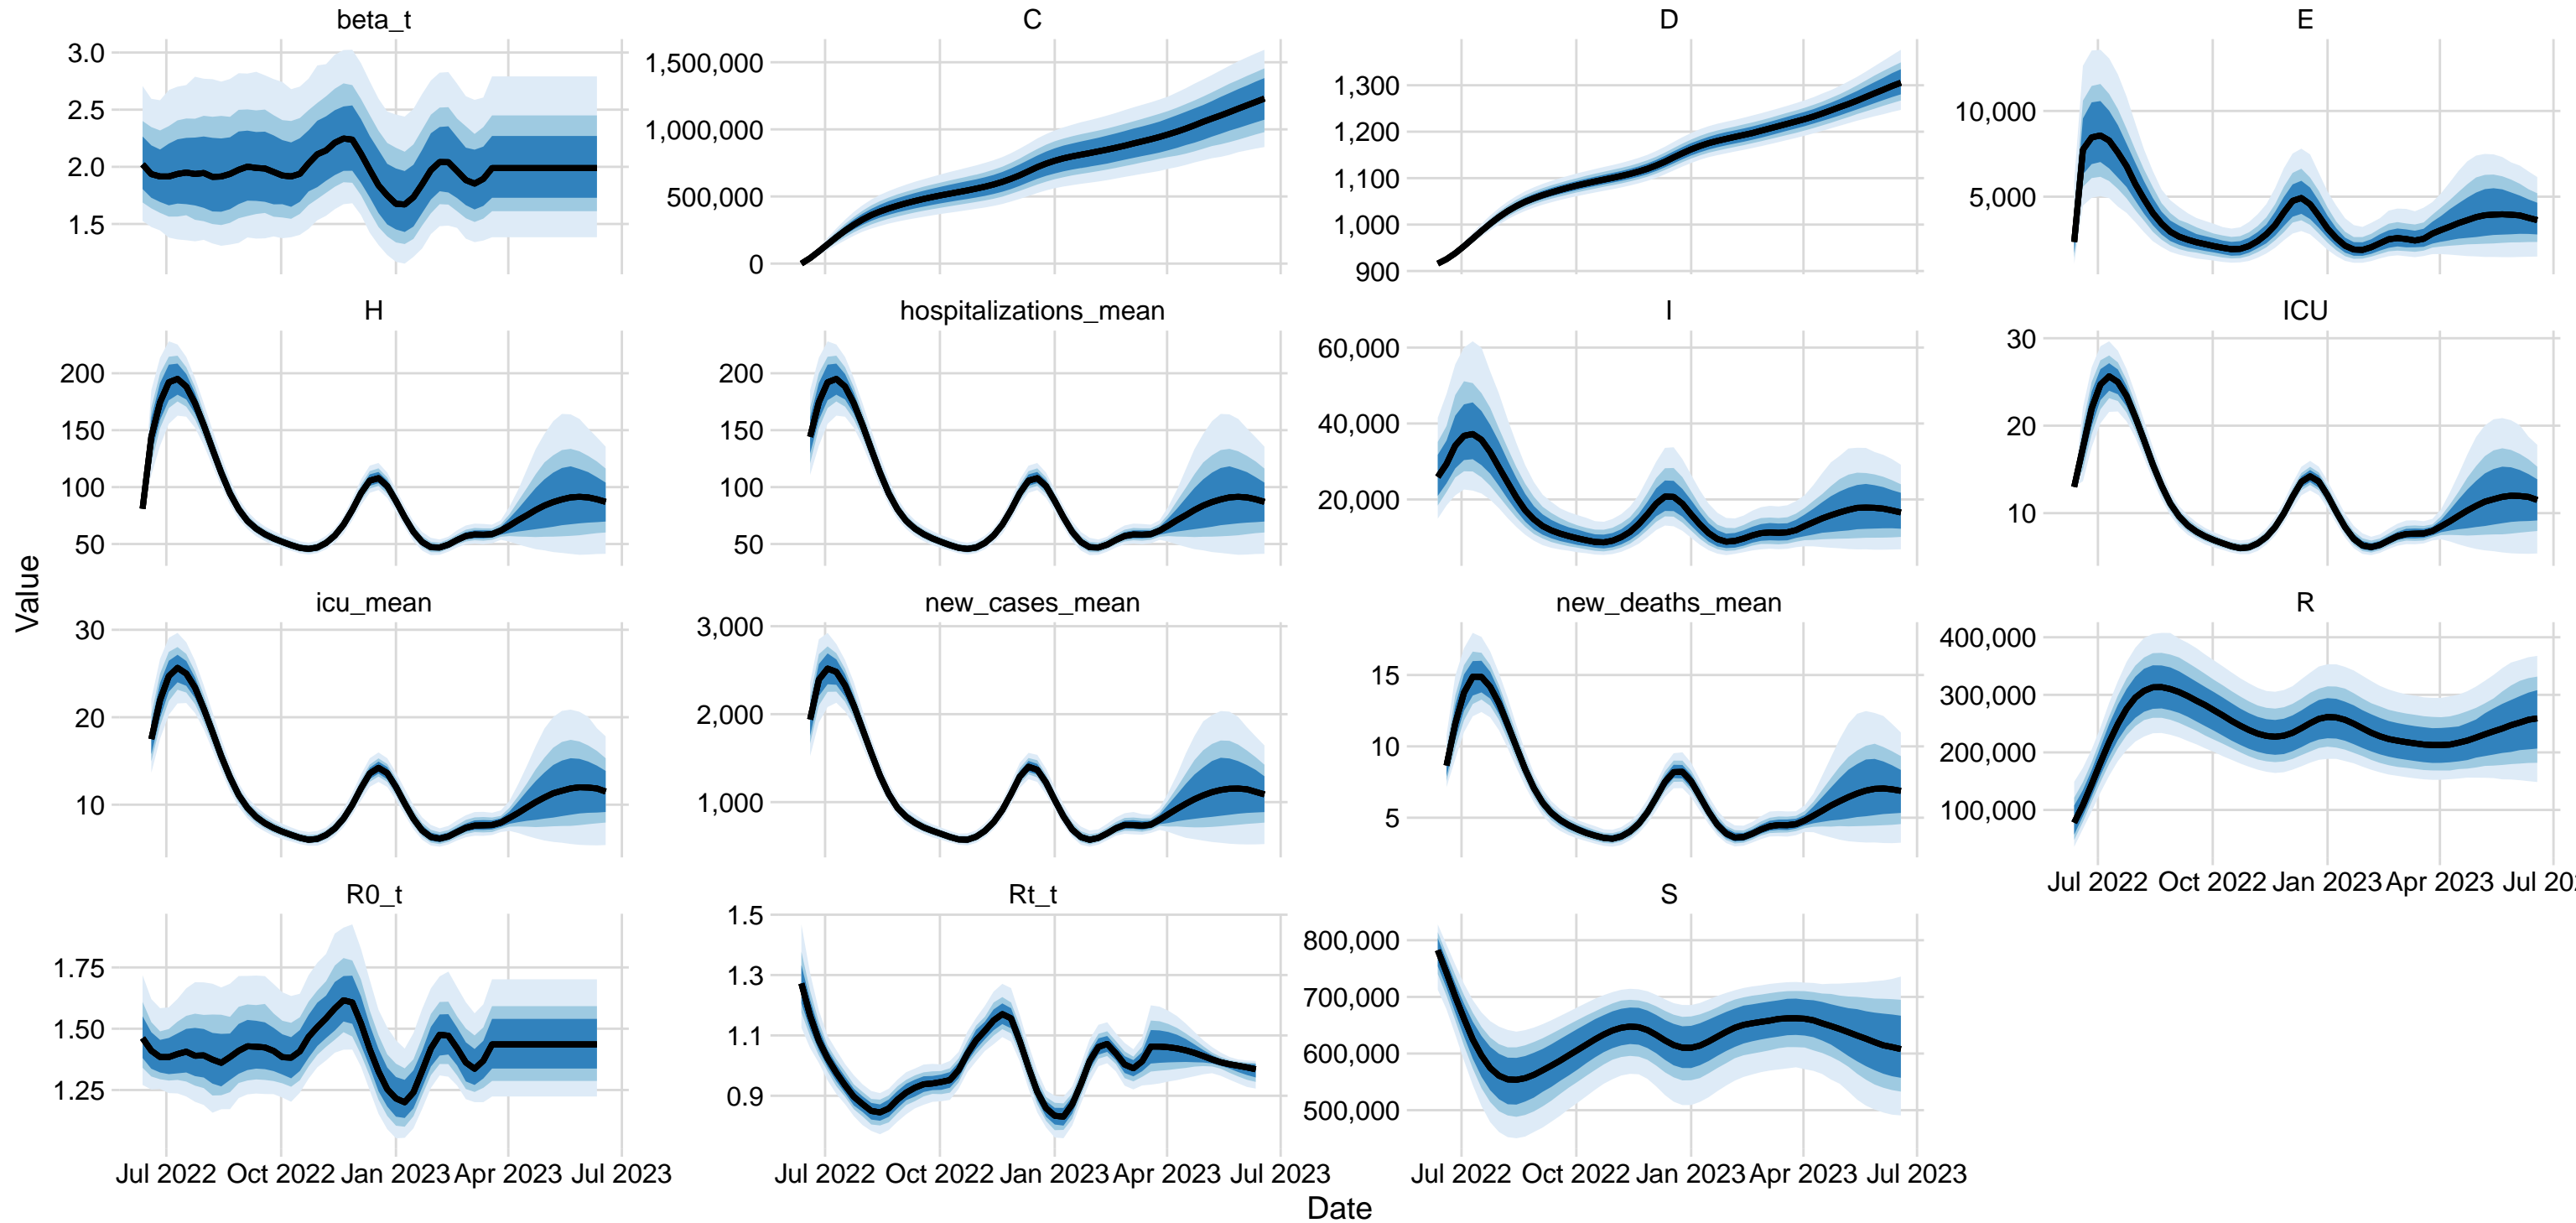 beta_t
C
D
E
3.0
2.5
2.0
1.5
1,500,000
1,000,000
500,000
0
1,300
1,200
1,100
1,000
900
10,000
5,000
H
hospitalizations_mean
I
ICU
200
150
100
50
200
150
100
50
60,000
40,000
20,000
30
20
10
icu_mean
new_cases_mean
new_deaths_mean
R
30
20
10
3,000
2,000
1,000
15
10
5
400,000
300,000
200,000
100,000
Jul 2022 Oct 2022 Jan 2023 Apr 2023 Jul 202
R0_t
Rt_t
S
1.75
1.50
1.25
1.5
1.3
1.1
0.9
800,000
700,000
600,000
500,000
Jul 2022 Oct 2022 Jan 2023 Apr 2023 Jul 2023
Jul 2022 Oct 2022 Jan 2023 Apr 2023 Jul 2023
Jul 2022 Oct 2022 Jan 2023 Apr 2023 Jul 2023
Value
Date